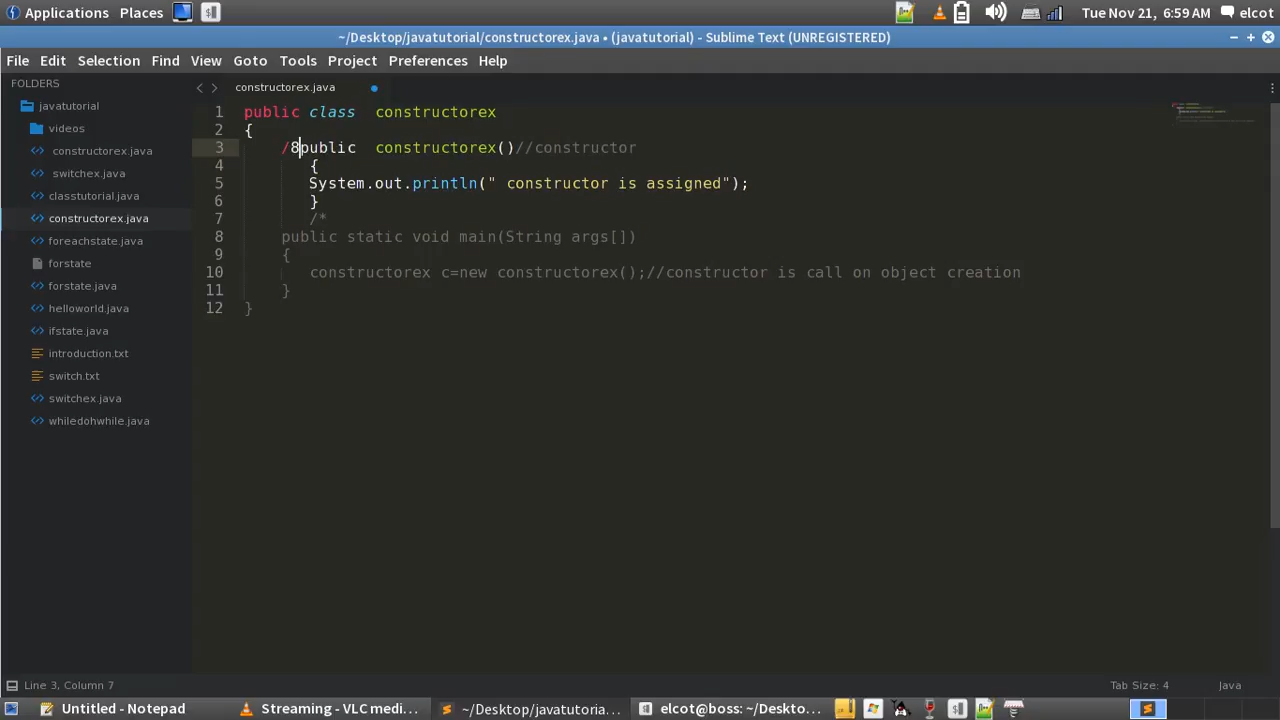 Applications Places Tue Nov 21, 6:59 AM elcot
~/Desktop/javatutorial/constructorex.java • (javatutorial) - Sublime Text (UNREGISTERED)
File Edit Selection Find View Goto Tools Project Preferences Help
FOLDERS
javatutorial
videos
constructorex.java
switchex.java
classtutorial.java
constructorex.java
foreachstate.java
forstate
forstate.java
helloworld.java
ifstate.java
introduction.txt
switch.txt
switchex.java
whiledohwhile.java
constructorex.java
1 public class constructorex
2 {
3 /8public constructorex()//constructor
4 {
5 System.out.println(" constructor is assigned");
6 }
7 /*
8 public static void main(String args[])
9 {
10 constructorex c=new constructorex();//constructor is call on object creation
11 }
12 }
Line 3, Column 7 Tab Size: 4 Java
Untitled - Notepad Streaming - VLC medi... ~/Desktop/javatutoria... elcot@boss: ~/Deskto...